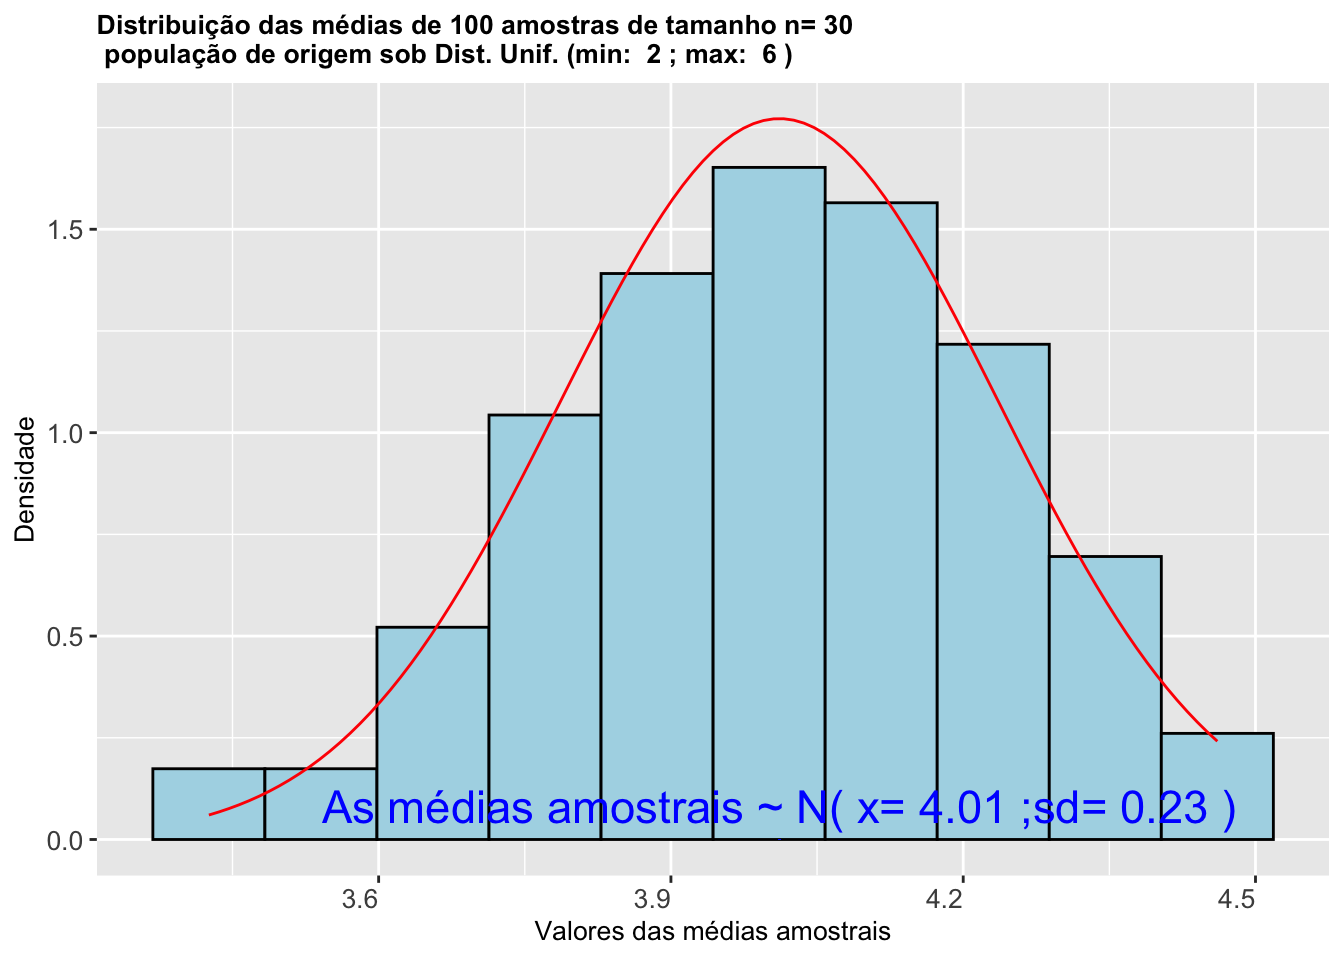 Distribuição das médias de 100 amostras de tamanho n= 30
população de origem sob Dist. Unif. (min:  2 ; max:  6 )
1.5
1.0
0.5
0.0
Densidade
As médias amostrais ~ N( x= 4.01 ;sd= 0.23 )
3.6
3.9
4.2
4.5
Valores das médias amostrais